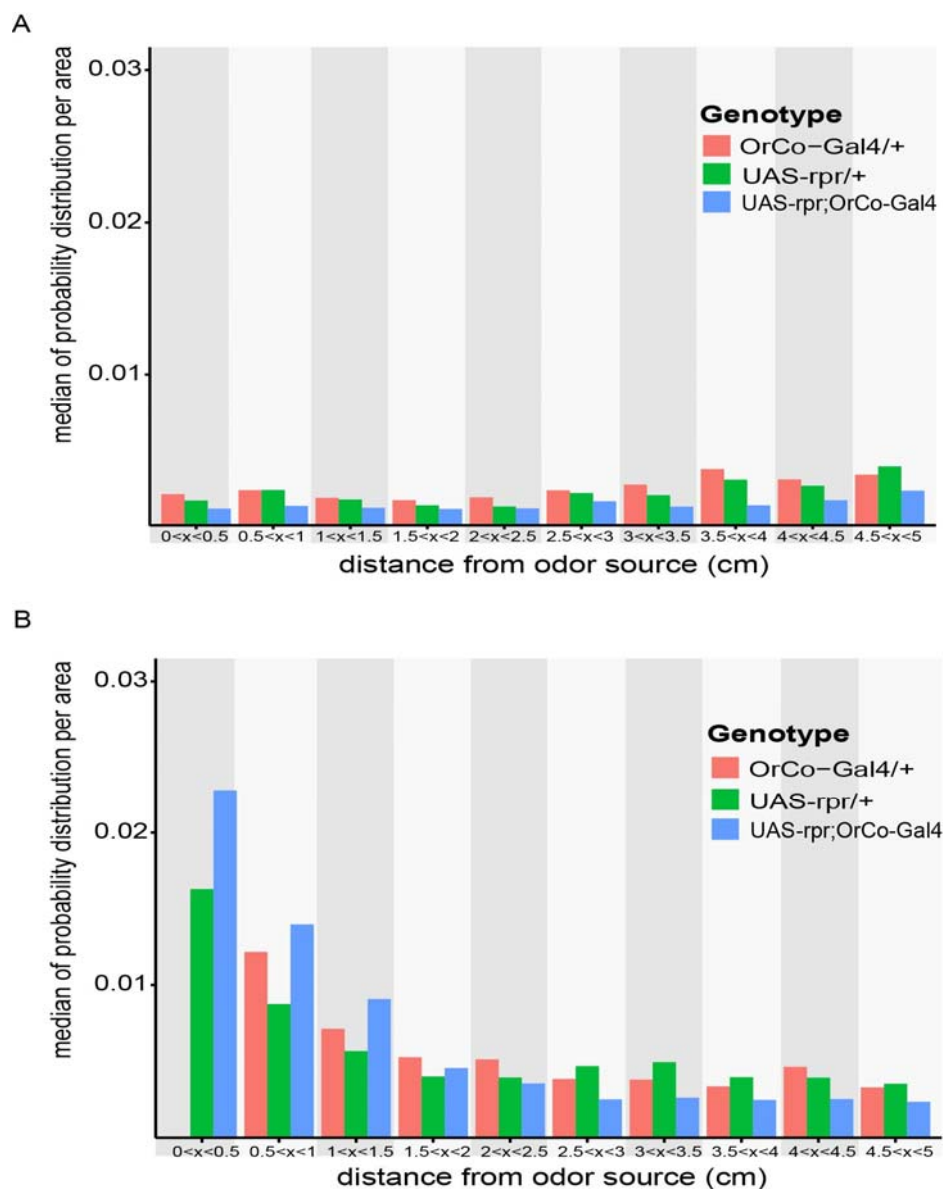 A
median of probability distribution per area
0.03
0.02
0.01
Genotype
OrCo-Gal4/+
UAS-rpr/+
UAS-rpr;OrCo-Gal4
0<x<0.5 0.5<x<1 1<x<1.5 1.5<x<2 2<x<2.5 2.5<x<3 3<x<3.5 3.5<x<4 4<x<4.5 4.5<x<5
distance from odor source (cm)
B
median of probability distribution per area
0.03
0.02
0.01
Genotype
OrCo-Gal4/+
UAS-rpr/+
UAS-rpr;OrCo-Gal4
0<x<0.5 0.5<x<1 1<x<1.5 1.5<x<2 2<x<2.5 2.5<x<3 3<x<3.5 3.5<x<4 4<x<4.5 4.5<x<5
distance from odor source (cm)